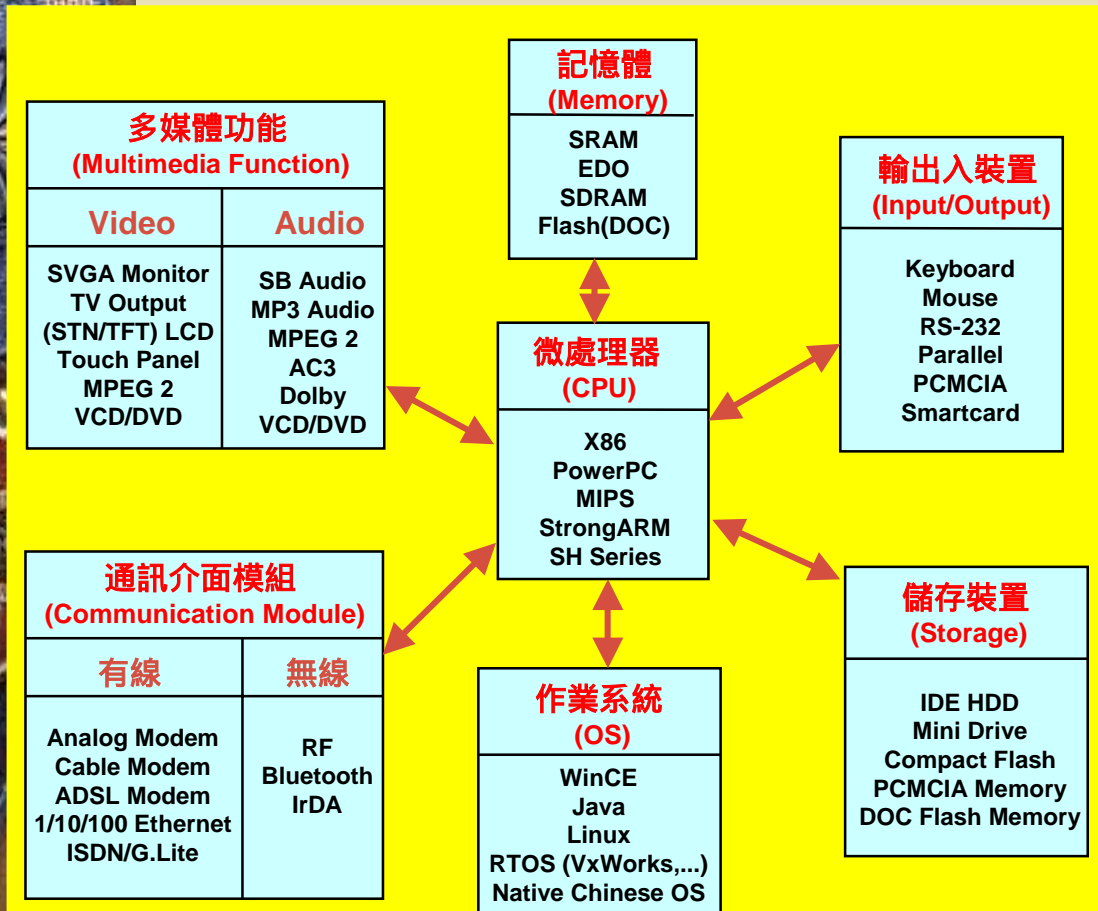 記憶體
(Memory)
SRAM
EDO
SDRAM
Flash(DOC)
多媒體功能
(Multimedia Function)
Video
SVGA Monitor
TV Output
(STN/TFT) LCD
Touch Panel
MPEG 2
VCD/DVD
Audio
SB Audio
MP3 Audio
MPEG 2
AC3
Dolby
VCD/DVD
輸出入裝置
(Input/Output)
Keyboard
Mouse
RS-232
Parallel
PCMCIA
Smartcard
微處理器
(CPU)
X86
PowerPC
MIPS
StrongARM
SH Series
通訊介面模組
(Communication Module)
有線
Analog Modem
Cable Modem
ADSL Modem
1/10/100 Ethernet
ISDN/G.Lite
無線
RF
Bluetooth
IrDA
作業系統
(OS)
WinCE
Java
Linux
RTOS (VxWorks,...)
Native Chinese OS
儲存裝置
(Storage)
IDE HDD
Mini Drive
Compact Flash
PCMCIA Memory
DOC Flash Memory